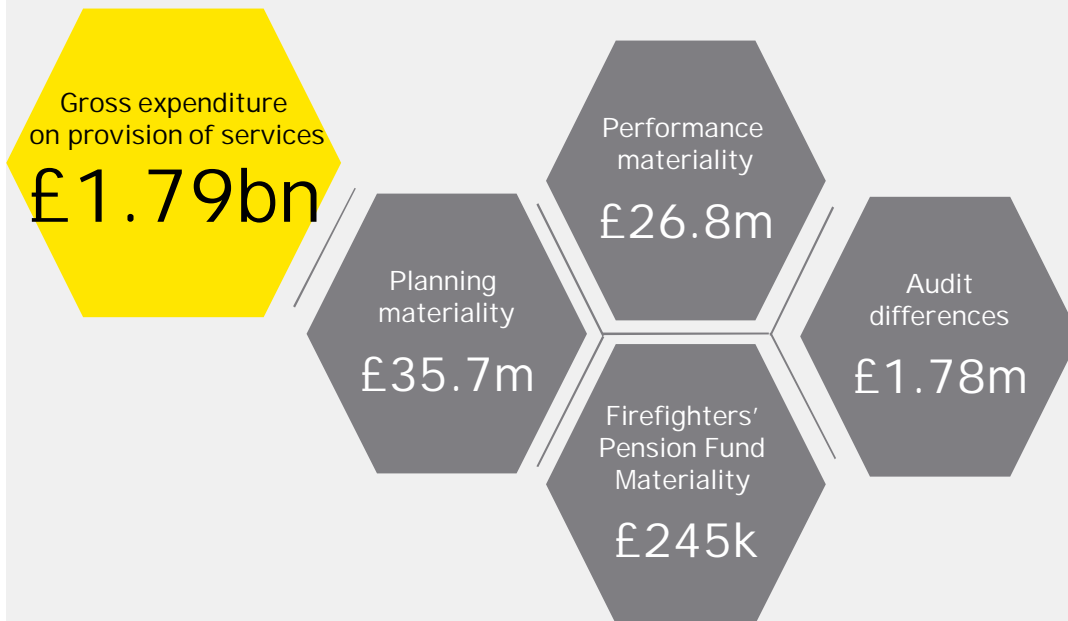 Gross expenditure
on provision of services
£1.79bn
Planning
materiality
£35.7m
Performance
materiality
£26.8m
Firefighters’
Pension Fund
Materiality
£245k
Audit
differences
£1.78m